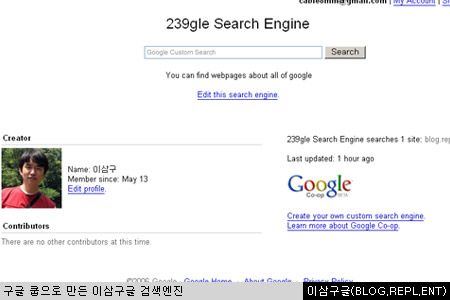 cableomm@gmail.com | My Account | Si
239gle Search Engine
Google Custom Search Search
You can find webpages about all of google
Edit this search engine.
Creator
Name: 이삼구
Member since: May 13
Edit profile.
Contributors
There are no other contributors at this time.
239gle Search Engine searches 1 site: blog.rep
Last updated: 1 hour ago
Google
Co-op BETA
Create your own custom search engine.
Learn more about Google Co-op.
©2006 Google - Google Home - About Google - Privacy Policy
구글 쿱으로 만든 이삼구글 검색엔진
이삼구글(BLOG,REPL,ENT)